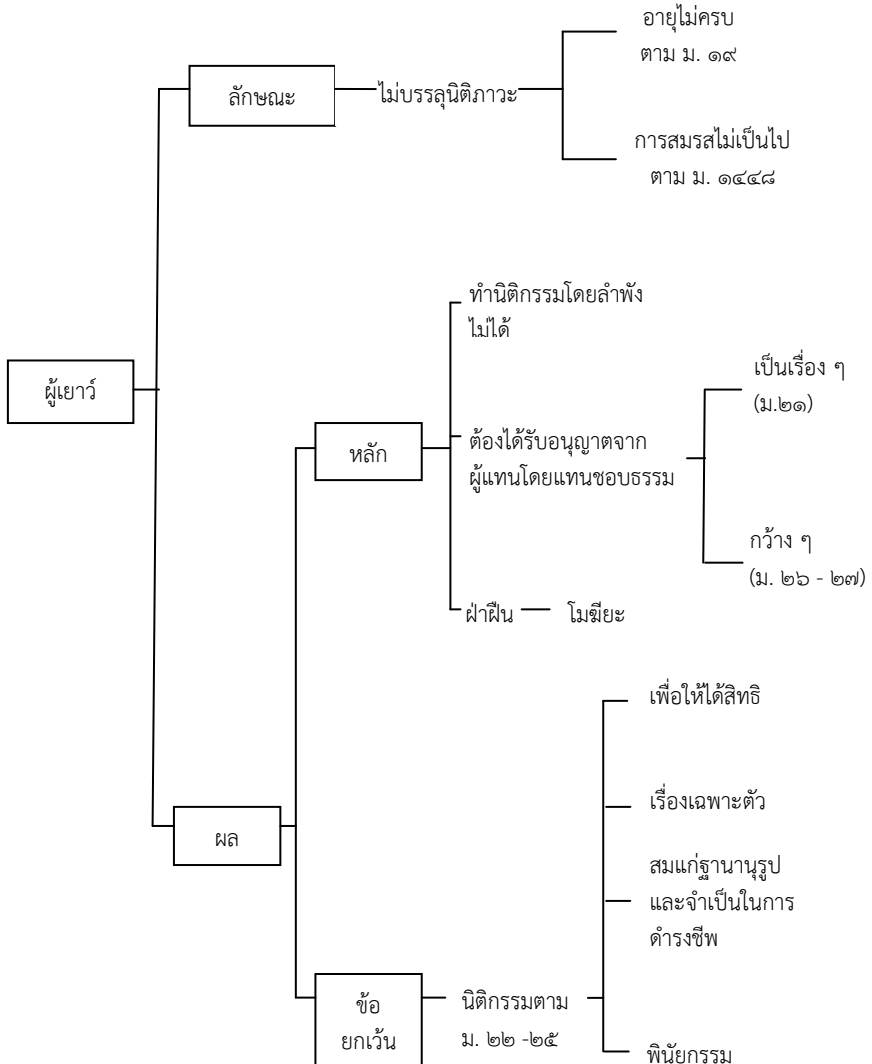 อายุไม่ครบ
ตาม ม. ๑๙
ลักษณะ
ไม่บรรลุนิติภาวะ
การสมรสไม่เป็นไป
ตาม ม. ๑๔๔๘
ผู้เยาว์
ทำนิติกรรมโดยลำพัง
ไม่ได้
หลัก
ต้องได้รับอนุญาตจาก
ผู้แทนโดยแทนชอบธรรม
เป็นเรื่อง ๆ
(ม.๒๑)
กว้าง ๆ
(ม. ๒๖ - ๒๗)
ฝ่าฝืน
โมฆียะ
ผล
เพื่อให้ได้สิทธิ
เรื่องเฉพาะตัว
สมแก่ฐานานุรูป
และจำเป็นในการ
ดำรงชีพ
ข้อ
ยกเว้น
นิติกรรมตาม
ม. ๒๒ -๒๕
พินัยกรรม